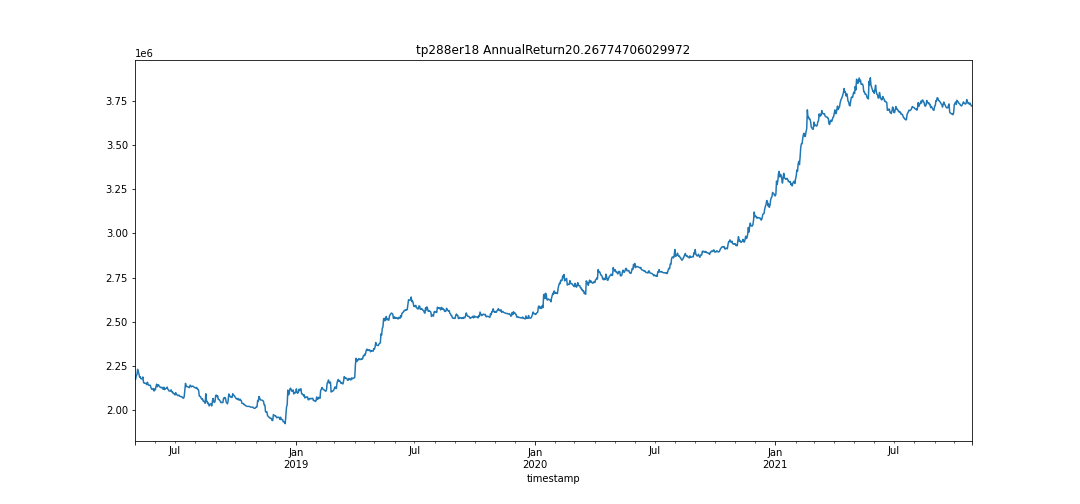 tp288er18 AnnualReturn20.26774706029972
1e6
3.75
3.50
3.25
3.00
2.75
2.50
2.25
2.00
Jul
Jan
2019
Jul
Jan
2020
Jul
Jan
2021
Jul
timestamp